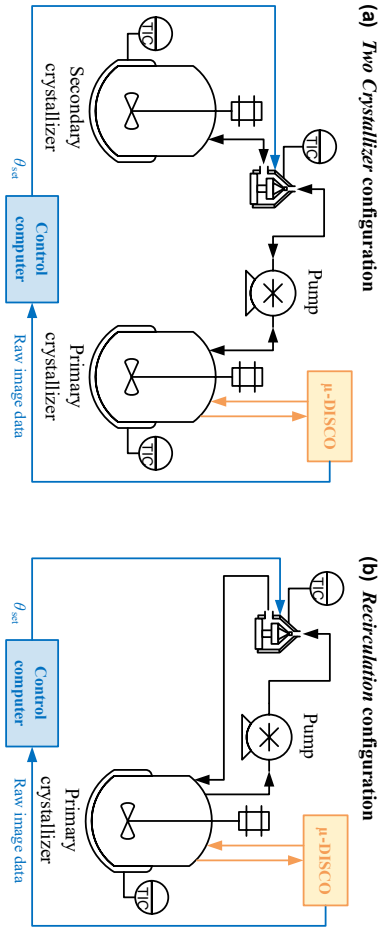 (a) Two Crystallizer configuration
TIC
TIC
Secondary
crystallizer
Pump
Primary
crystallizer
TIC
μ-DISCO
θset
Control
computer
Raw image data
(b) Recirculation configuration
TIC
Pump
Primary
crystallizer
TIC
μ-DISCO
θset
Control
computer
Raw image data